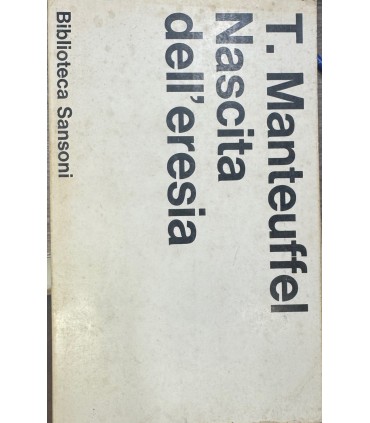 T. Manteuffel
Nascita
dell'eresia
Biblioteca Sansoni